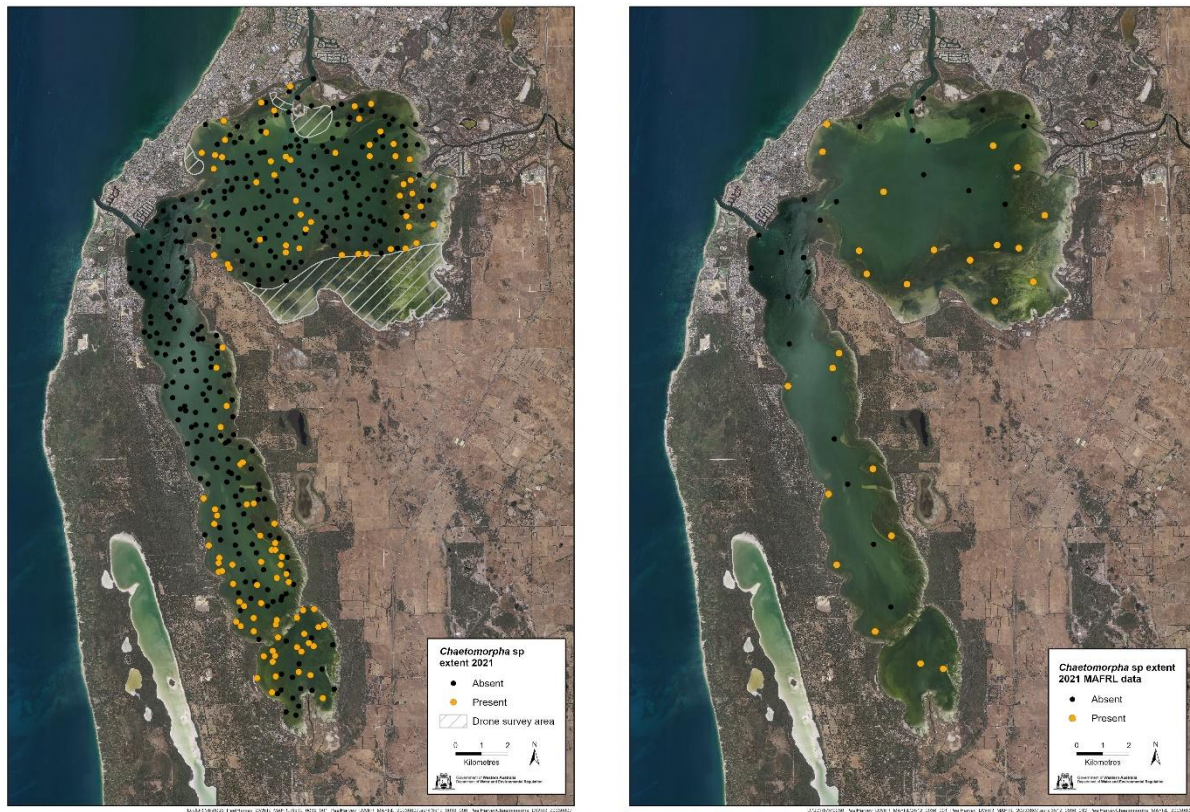 Chaetomorpha sp
extent 2021
Absent
Present
Drone survey area
0 1 2
Kilometres
N
Government of Western Australia
Department of Water and Environmental Regulation
Chaetomorpha sp extent
2021 MAFRL data
Absent
Present
0 1 2
Kilometres
N
Government of Western Australia
Department of Water and Environmental Regulation